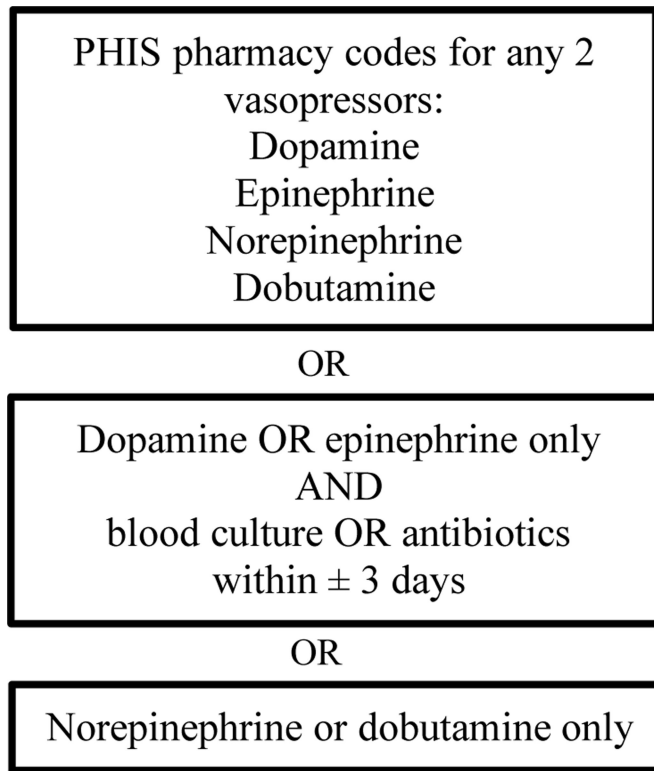 PHIS pharmacy codes for any 2
vasopressors:
Dopamine
Epinephrine
Norepinephrine
Dobutamine
OR
Dopamine OR epinephrine only
AND
blood culture OR antibiotics
within ± 3 days
OR
Norepinephrine or dobutamine only